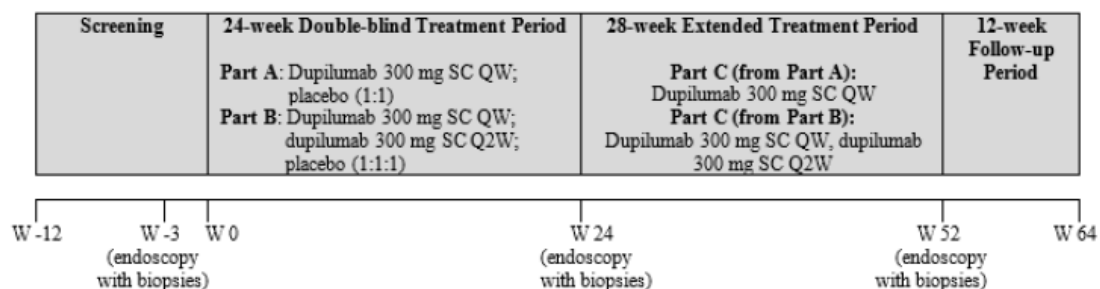 Screening
24-week Double-blind Treatment Period
Part A: Dupilumab 300 mg SC QW;
placebo (1:1)
Part B: Dupilumab 300 mg SC QW;
dupilumab 300 mg SC Q2W;
placebo (1:1:1)
28-week Extended Treatment Period
Part C (from Part A):
Dupilumab 300 mg SC QW
Part C (from Part B):
Dupilumab 300 mg SC QW, dupilumab
300 mg SC Q2W
12-week
Follow-up
Period
W -12
W -3
(endoscopy
with biopsies)
W 0
W 24
(endoscopy
with biopsies)
W 52
(endoscopy
with biopsies)
W 64